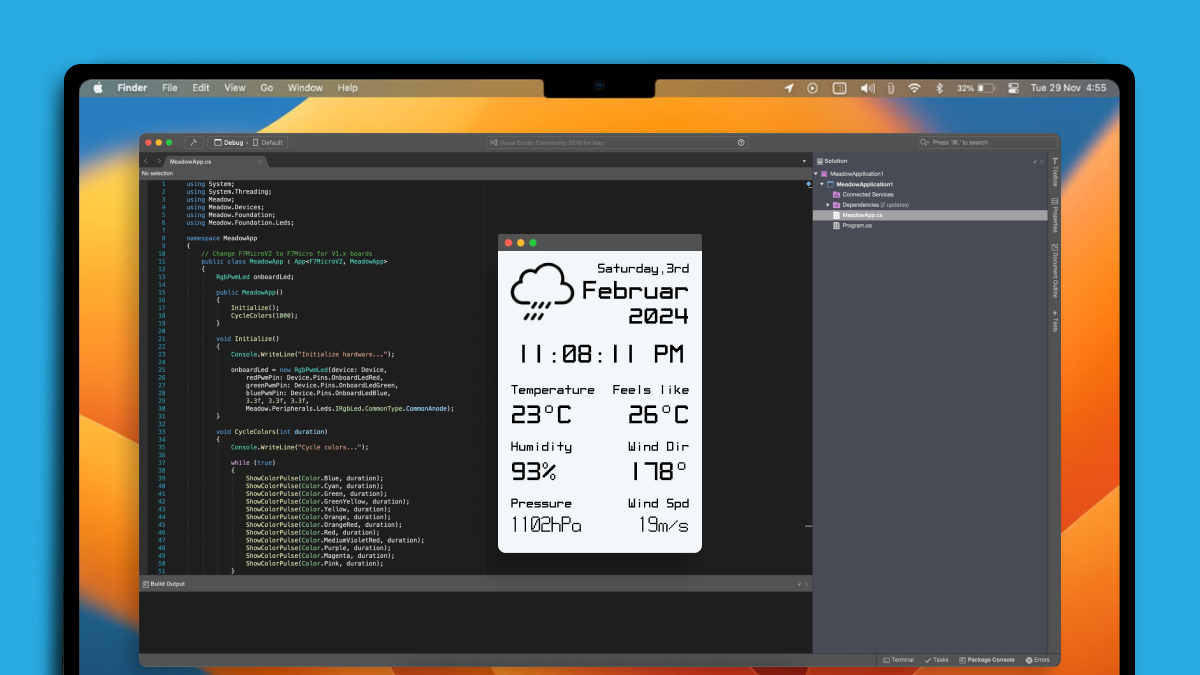 Finder File Edit View Go Window Help 32% Tue 29 Nov 4:55
Debug › Default Visual Studio Community 2019 for Mac Press '⌘.' to search
MeadowApp.cs
No selection
1 using System;
2 using System.Threading;
3 using Meadow;
4 using Meadow.Devices;
5 using Meadow.Foundation;
6 using Meadow.Foundation.Leds;
7
8 namespace MeadowApp
9 {
10 // Change F7MicroV2 to F7Micro for V1.x boards
11 public class MeadowApp : App<F7MicroV2, MeadowApp>
12 {
13 RgbPwmLed onboardLed;
14
15 public MeadowApp()
16 {
17 Initialize();
18 CycleColors(1000);
19 }
20
21 void Initialize()
22 {
23 Console.WriteLine("Initialize hardware...");
24
25 onboardLed = new RgbPwmLed(device: Device,
26 redPwmPin: Device.Pins.OnboardLedRed,
27 greenPwmPin: Device.Pins.OnboardLedGreen,
28 bluePwmPin: Device.Pins.OnboardLedBlue,
29 3.3f, 3.3f, 3.3f,
30 Meadow.Peripherals.Leds.IRgbLed.CommonType.CommonAnode);
31 }
32
33 void CycleColors(int duration)
34 {
35 Console.WriteLine("Cycle colors...");
36
37 while (true)
38 {
39 ShowColorPulse(Color.Blue, duration);
40 ShowColorPulse(Color.Cyan, duration);
41 ShowColorPulse(Color.Green, duration);
42 ShowColorPulse(Color.GreenYellow, duration);
43 ShowColorPulse(Color.Yellow, duration);
44 ShowColorPulse(Color.Orange, duration);
45 ShowColorPulse(Color.OrangeRed, duration);
46 ShowColorPulse(Color.Red, duration);
47 ShowColorPulse(Color.MediumVioletRed, duration);
48 ShowColorPulse(Color.Purple, duration);
49 ShowColorPulse(Color.Magenta, duration);
50 ShowColorPulse(Color.Pink, duration);
51 }
Saturday,3rd
Februar
2024
11:08:11 PM
Temperature Feels like
23°C 26°C
Humidity Wind Dir
93% 178°
Pressure Wind Spd
1102hPa 19m/s
Solution
MeadowApplication1
MeadowApplication1
Connected Services
Dependencies (2 updates)
MeadowApp.cs
Program.cs
Toolbox
Properties
Document Outline
Tests
Build Output
Terminal Tasks Package Console Errors